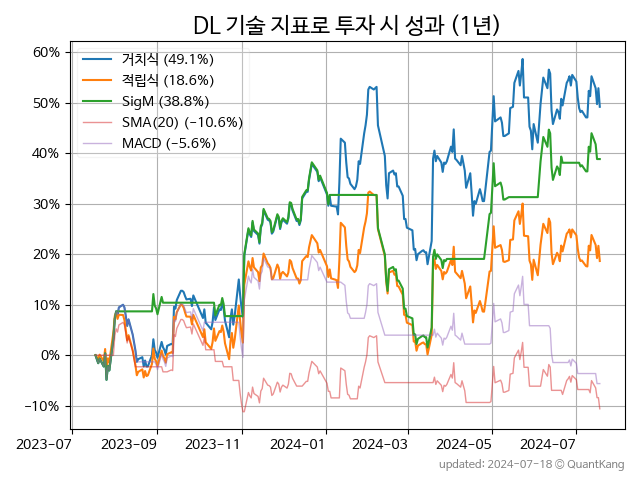 DL 기술 지표로 투자 시 성과 (1년)
60%
50%
40%
30%
20%
10%
0%
−10%
거치식 (49.1%)
적립식 (18.6%)
SigM (38.8%)
SMA(20) (−10.6%)
MACD (−5.6%)
2023-07
2023-09
2023-11
2024-01
2024-03
2024-05
2024-07
updated: 2024-07-18 © QuantKang